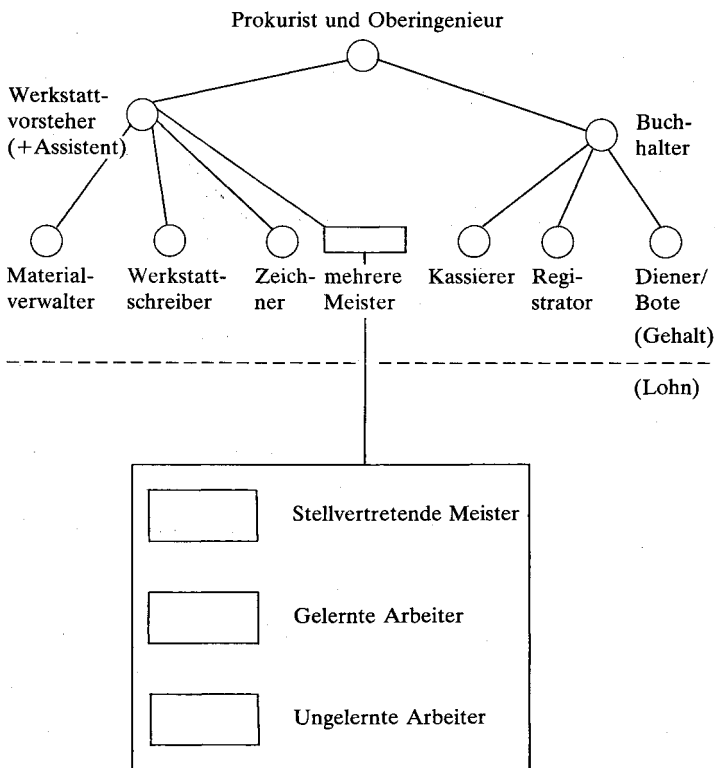 Prokurist und Oberingenieur
Werkstatt-
vorsteher
(+Assistent)
Buch-
halter
Material-
verwalter
Werkstatt-
schreiber
Zeich-
ner
mehrere
Meister
Kassierer
Regi-
strator
Diener/
Bote
(Gehalt)
(Lohn)
Stellvertretende Meister
Gelernte Arbeiter
Ungelernte Arbeiter